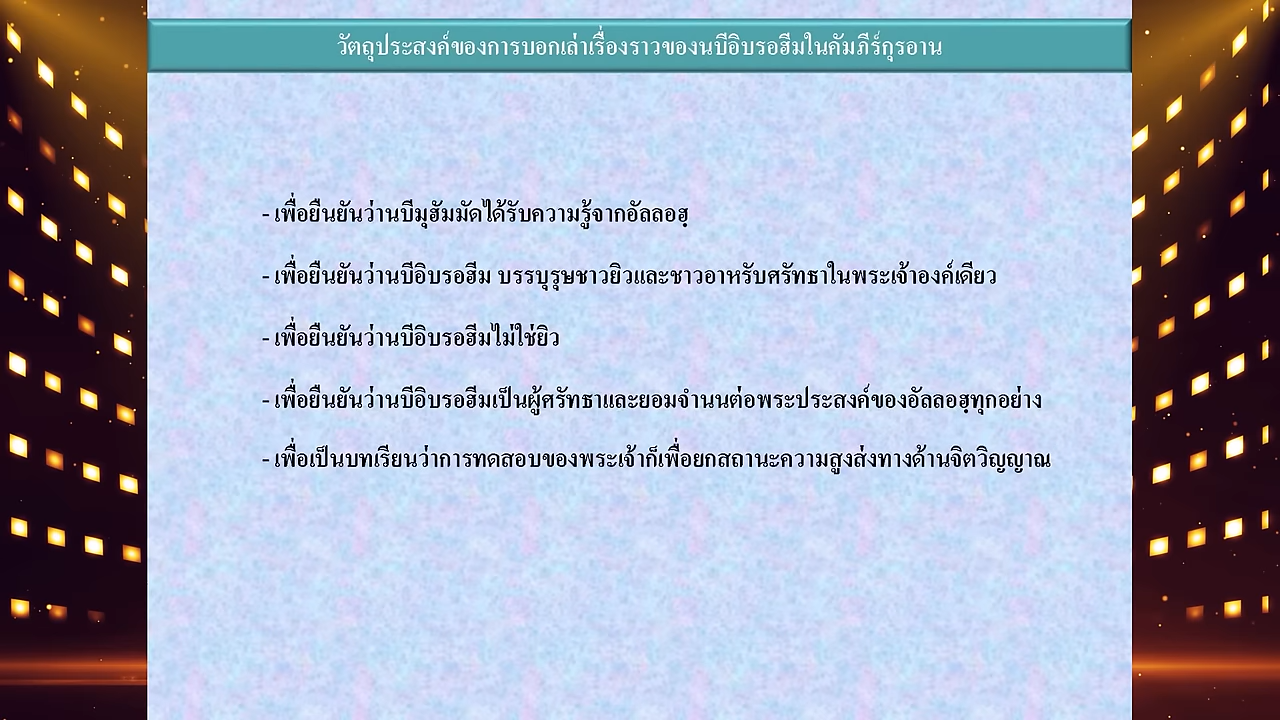 วัตถุประสงค์ของการบอกเล่าเรื่องราวของนบีอิบรอฮีมในคัมภีร์กุรอาน
- เพื่อยืนยันว่านบีมุฮัมมัดได้รับความรู้จากอัลลอฮฺ
- เพื่อยืนยันว่านบีอิบรอฮีม บรรบุรุษชาวยิวและชาวอาหรับศรัทธาในพระเจ้าองค์เดียว
- เพื่อยืนยันว่านบีอิบรอฮีมไม่ใช่ยิว
- เพื่อยืนยันว่านบีอิบรอฮีมเป็นผู้ศรัทธาและยอมจำนนต่อพระประสงค์ของอัลลอฮฺทุกอย่าง
- เพื่อเป็นบทเรียนว่าการทดสอบของพระเจ้าก็เพื่อยกสถานะความสูงส่งทางด้านจิตวิญญาณ